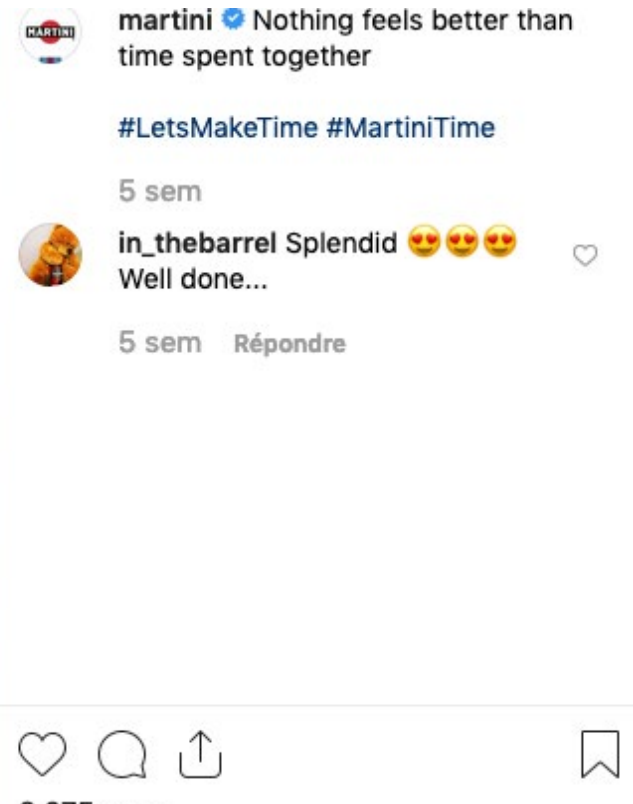 MARTINI
martini Nothing feels better than
time spent together
#LetsMakeTime #MartiniTime
5 sem
in_thebarrel Splendid 😍😍😍
Well done...
5 sem Répondre